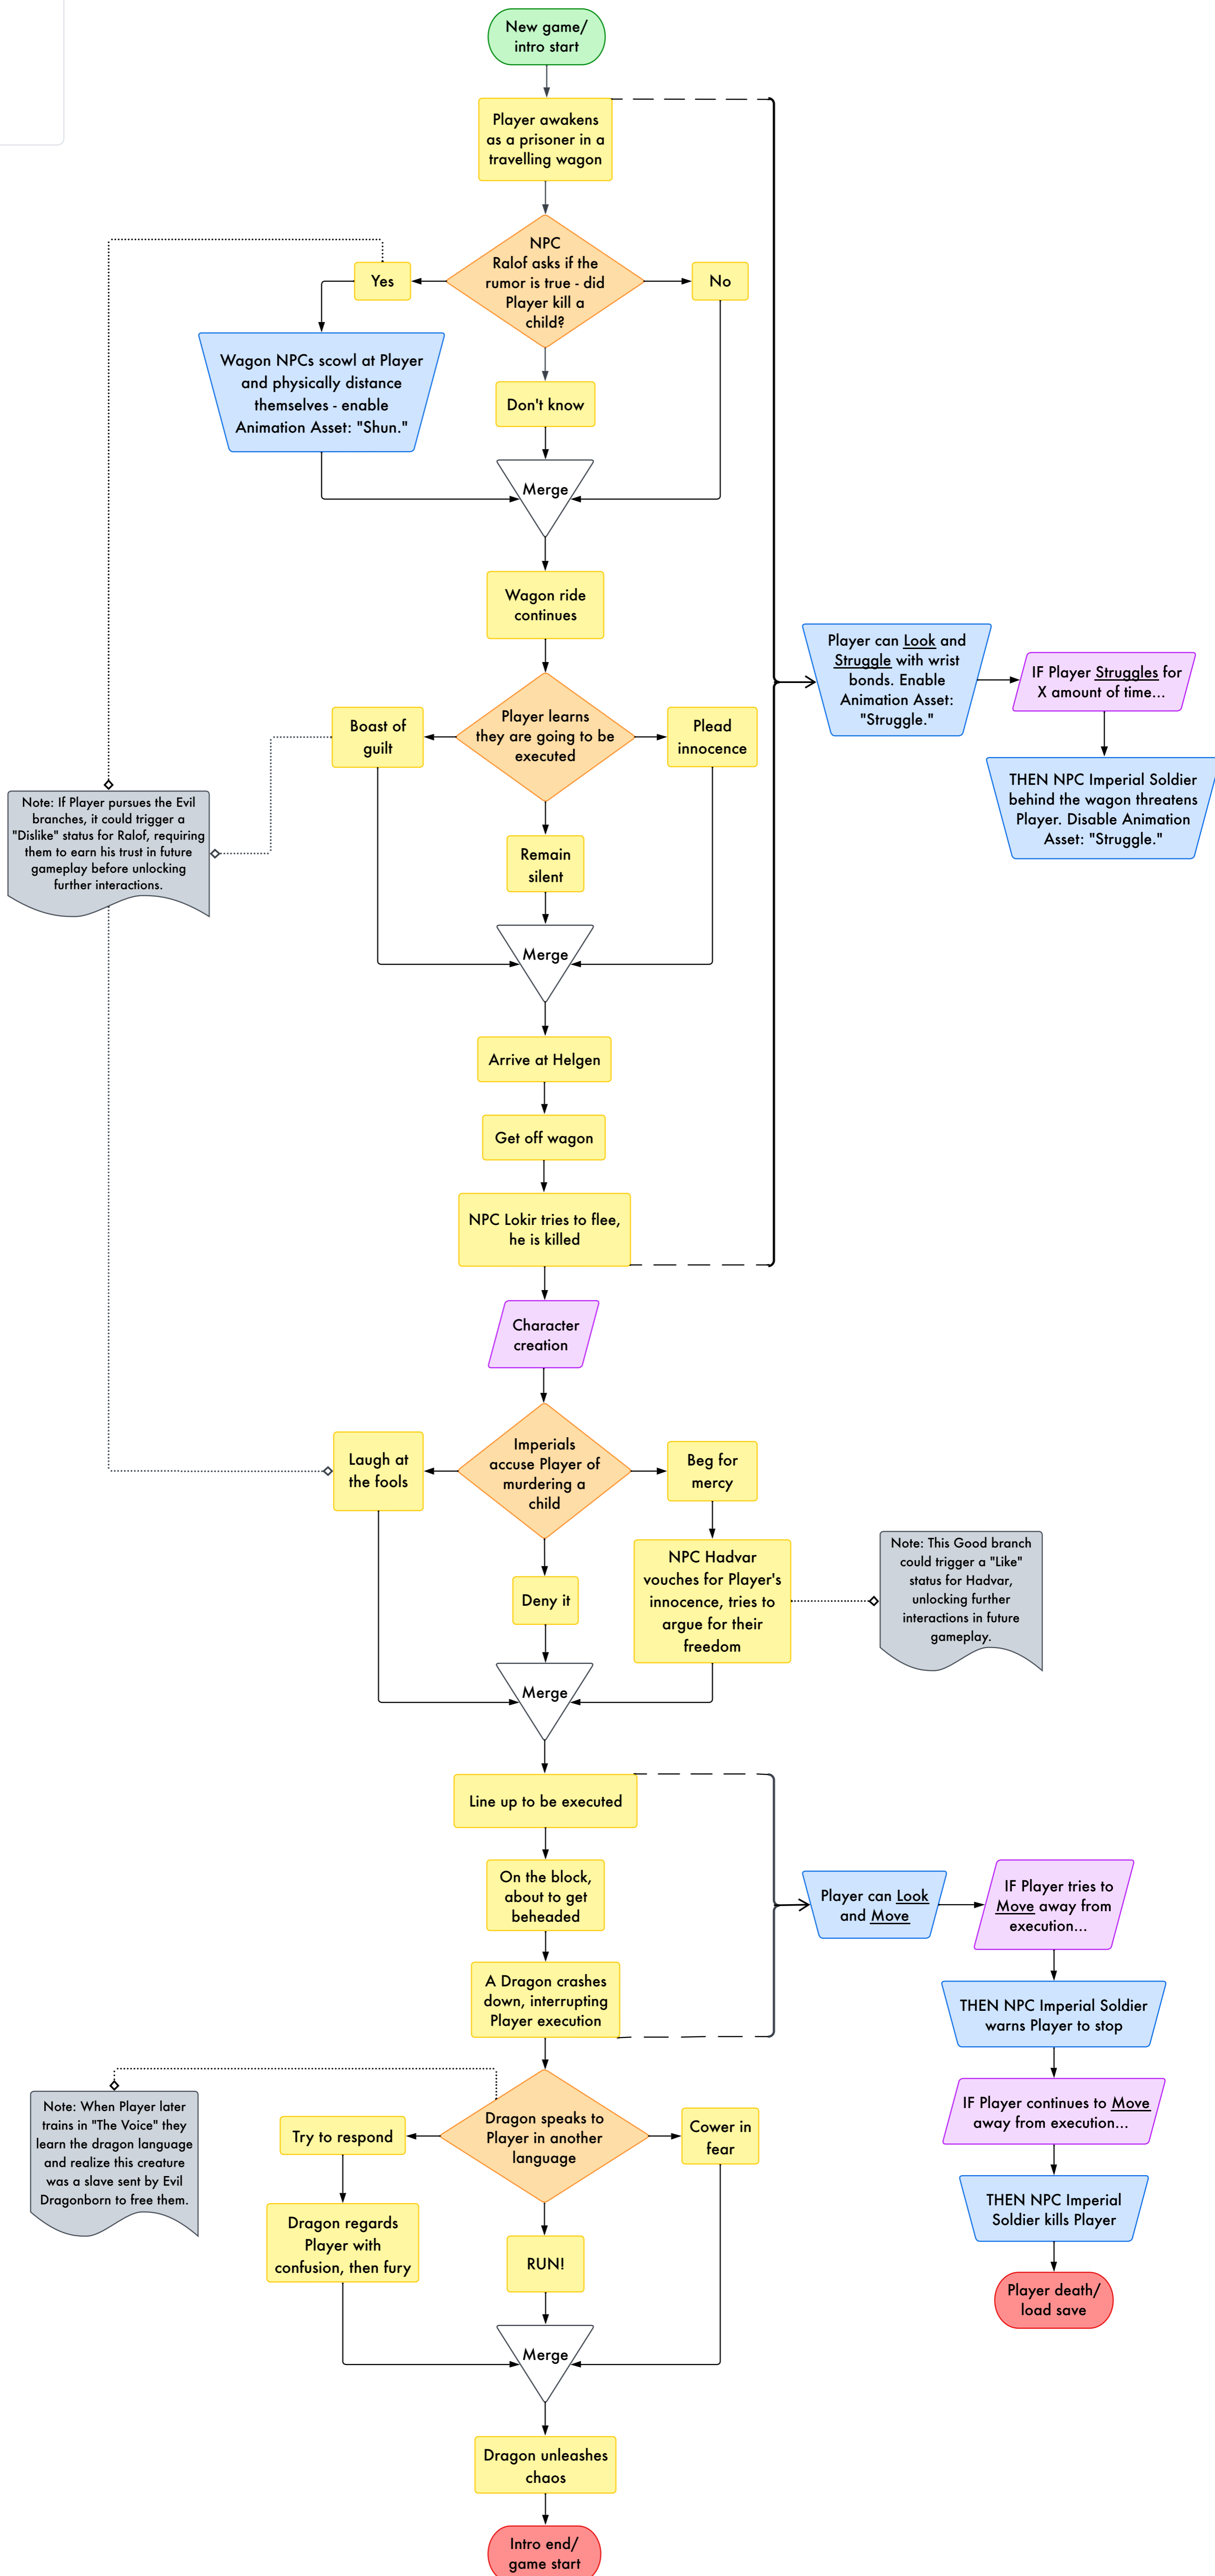 New game/
intro start
Player awakens
as a prisoner in a
travelling wagon
NPC
Ralof asks if the
rumor is true - did
Player kill a
child?
Yes
No
Wagon NPCs scowl at Player
and physically distance
themselves - enable
Animation Asset: "Shun."
Don't know
Merge
Wagon ride
continues
Player can Look and
Struggle with wrist
bonds. Enable
Animation Asset:
"Struggle."
IF Player Struggles for
X amount of time...
THEN NPC Imperial Soldier
behind the wagon threatens
Player. Disable Animation
Asset: "Struggle."
Player learns
they are going to be
executed
Boast of
guilt
Plead
innocence
Note: If Player pursues the Evil
branches, it could trigger a
"Dislike" status for Ralof, requiring
them to earn his trust in future
gameplay before unlocking
further interactions.
Remain
silent
Merge
Arrive at Helgen
Get off wagon
NPC Lokir tries to flee,
he is killed
Character
creation
Imperials
accuse Player of
murdering a
child
Laugh at
the fools
Beg for
mercy
NPC Hadvar
vouches for Player's
innocence, tries to
argue for their
freedom
Note: This Good branch
could trigger a "Like"
status for Hadvar,
unlocking further
interactions in future
gameplay.
Deny it
Merge
Line up to be executed
On the block,
about to get
beheaded
A Dragon crashes
down, interrupting
Player execution
Player can Look
and Move
IF Player tries to
Move away from
execution...
THEN NPC Imperial Soldier
warns Player to stop
IF Player continues to Move
away from execution...
THEN NPC Imperial
Soldier kills Player
Player death/
load save
Dragon speaks to
Player in another
language
Note: When Player later
trains in "The Voice" they
learn the dragon language
and realize this creature
was a slave sent by Evil
Dragonborn to free them.
Try to respond
Cower in
fear
Dragon regards
Player with
confusion, then fury
RUN!
Merge
Dragon unleashes
chaos
Intro end/
game start